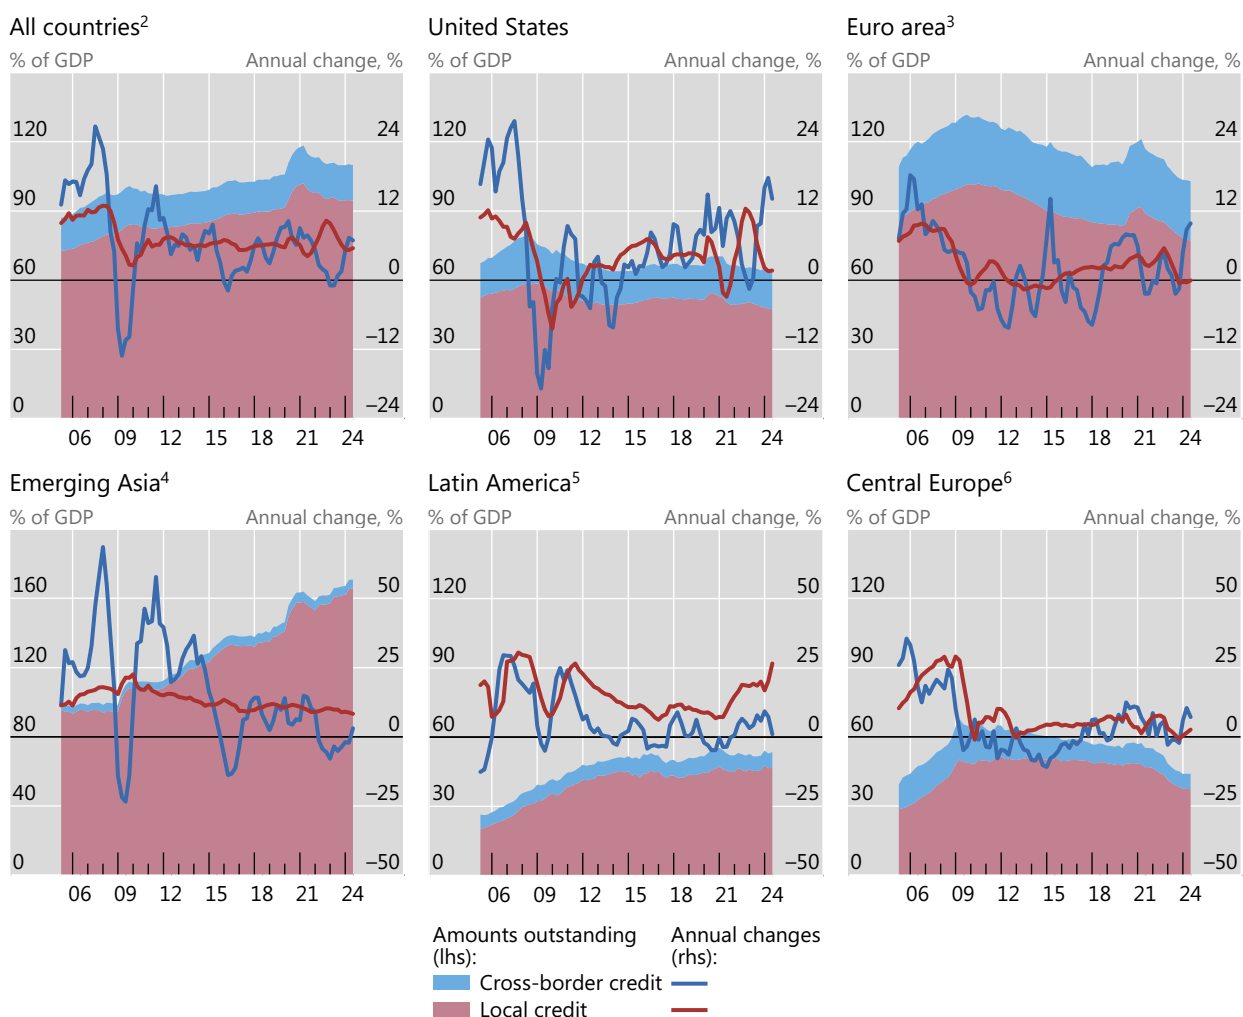 All countries2
% of GDP Annual change, %
120 24
90 12
60 0
30 –12
0 –24
06 09 12 15 18 21 24
United States
% of GDP Annual change, %
120 24
90 12
60 0
30 –12
0 –24
06 09 12 15 18 21 24
Euro area3
% of GDP Annual change, %
120 24
90 12
60 0
30 –12
0 –24
06 09 12 15 18 21 24
Emerging Asia4
% of GDP Annual change, %
160 50
120 25
80 0
40 –25
0 –50
06 09 12 15 18 21 24
Latin America5
% of GDP Annual change, %
120 50
90 25
60 0
30 –25
0 –50
06 09 12 15 18 21 24
Central Europe6
% of GDP Annual change, %
120 50
90 25
60 0
30 –25
0 –50
06 09 12 15 18 21 24
Amounts outstanding
(lhs):
Annual changes
(rhs):
Cross-border credit
Local credit